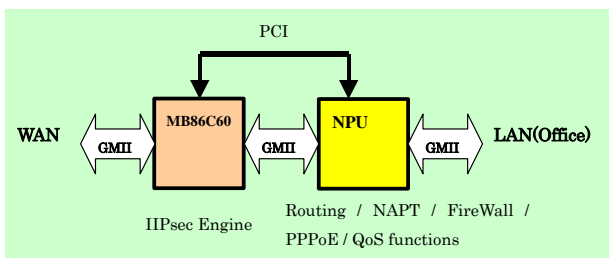 PCI
MB86C60
NPU
WAN
GMII
GMII
GMII
LAN(Office)
IIPsec Engine
Routing / NAPT / FireWall /
PPPoE / QoS functions